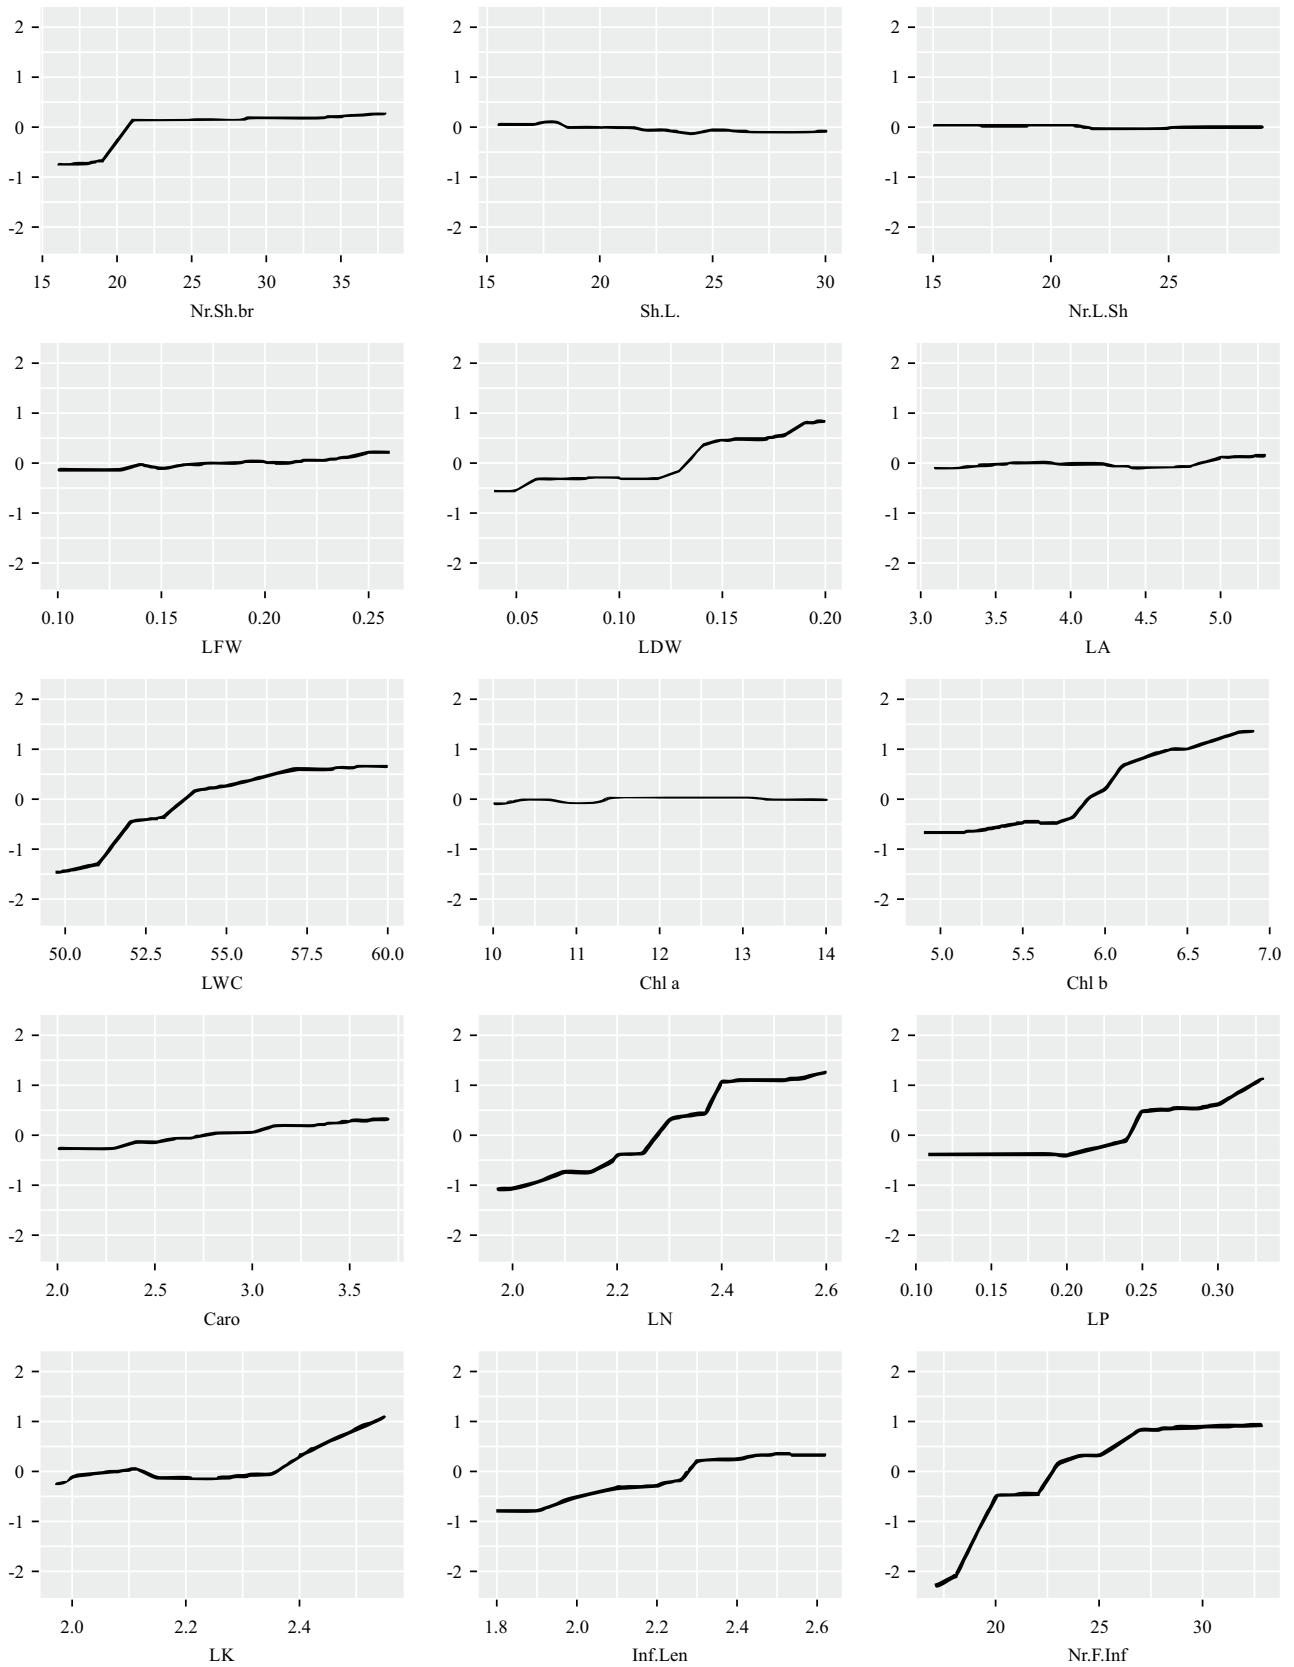 2 2 2
1 1 1
0 0 0
-1 -1 -1
-2 -2 -2
15 20 25 30 35 15 20 25 30 15 20 25
Nr.Sh.br Sh.L. Nr.L.Sh
2 2 2
1 1 1
0 0 0
-1 -1 -1
-2 -2 -2
0.10 0.15 0.20 0.25 0.05 0.10 0.15 0.20 3.0 3.5 4.0 4.5 5.0
LFW LDW LA
2 2 2
1 1 1
0 0 0
-1 -1 -1
-2 -2 -2
50.0 52.5 55.0 57.5 60.0 10 11 12 13 14 5.0 5.5 6.0 6.5 7.0
LWC Chl a Chl b
2 2 2
1 1 1
0 0 0
-1 -1 -1
-2 -2 -2
2.0 2.5 3.0 3.5 2.0 2.2 2.4 2.6 0.10 0.15 0.20 0.25 0.30
Caro LN LP
2 2 2
1 1 1
0 0 0
-1 -1 -1
-2 -2 -2
2.0 2.2 2.4 1.8 2.0 2.2 2.4 2.6 20 25 30
LK Inf.Len Nr.F.Inf